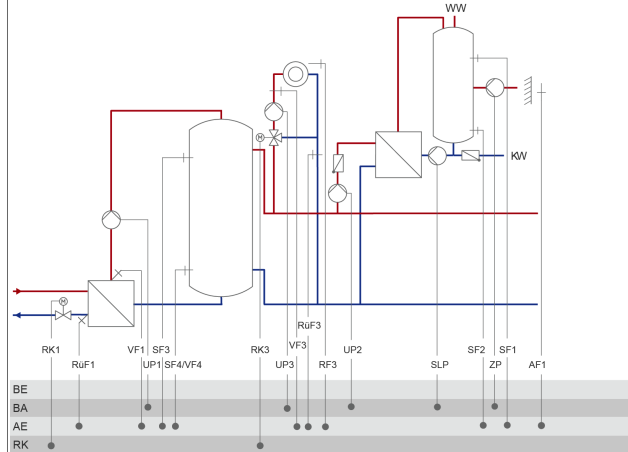 WW
M
KW
M
RüF3
RK1
VF1
SF3
RK3
VF3
UP2
SF2
SF1
RüF1
UP1
SF4/VF4
UP3
RF3
SLP
ZP
AF1
BE
BA
AE
RK